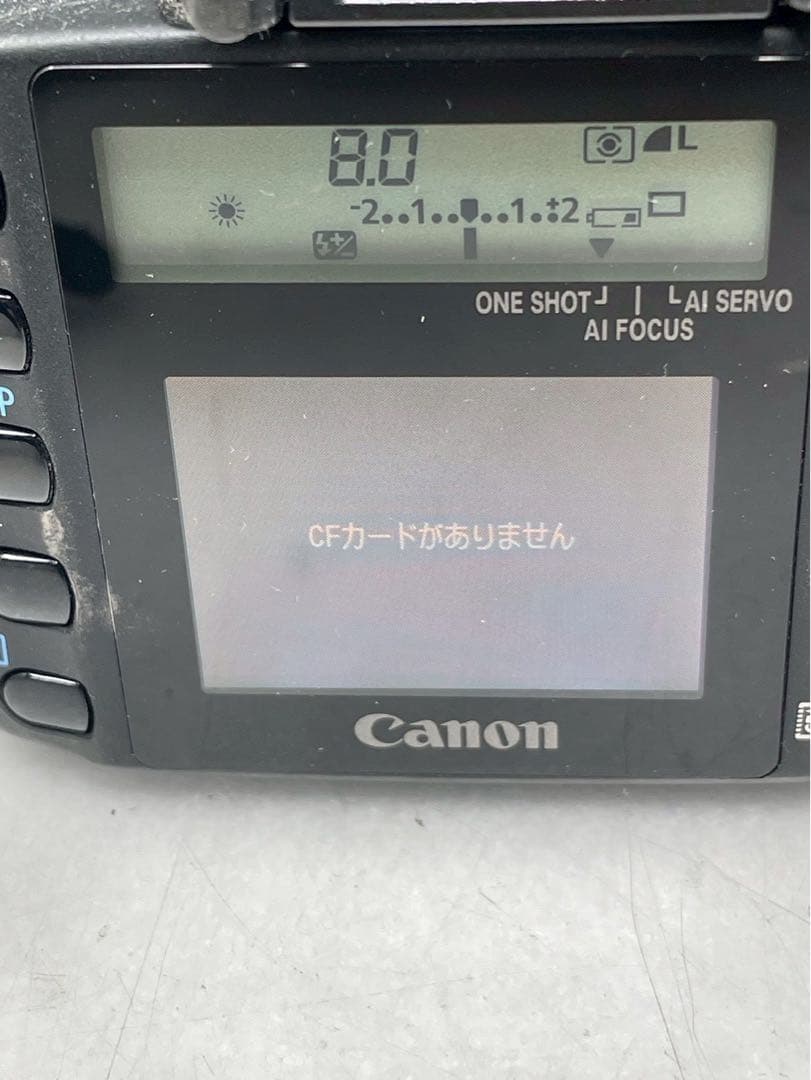 8.0
L
-2..1..▼..1.‡2
ONE SHOT AI SERVO
AI FOCUS
P
CFカードがありません
Canon